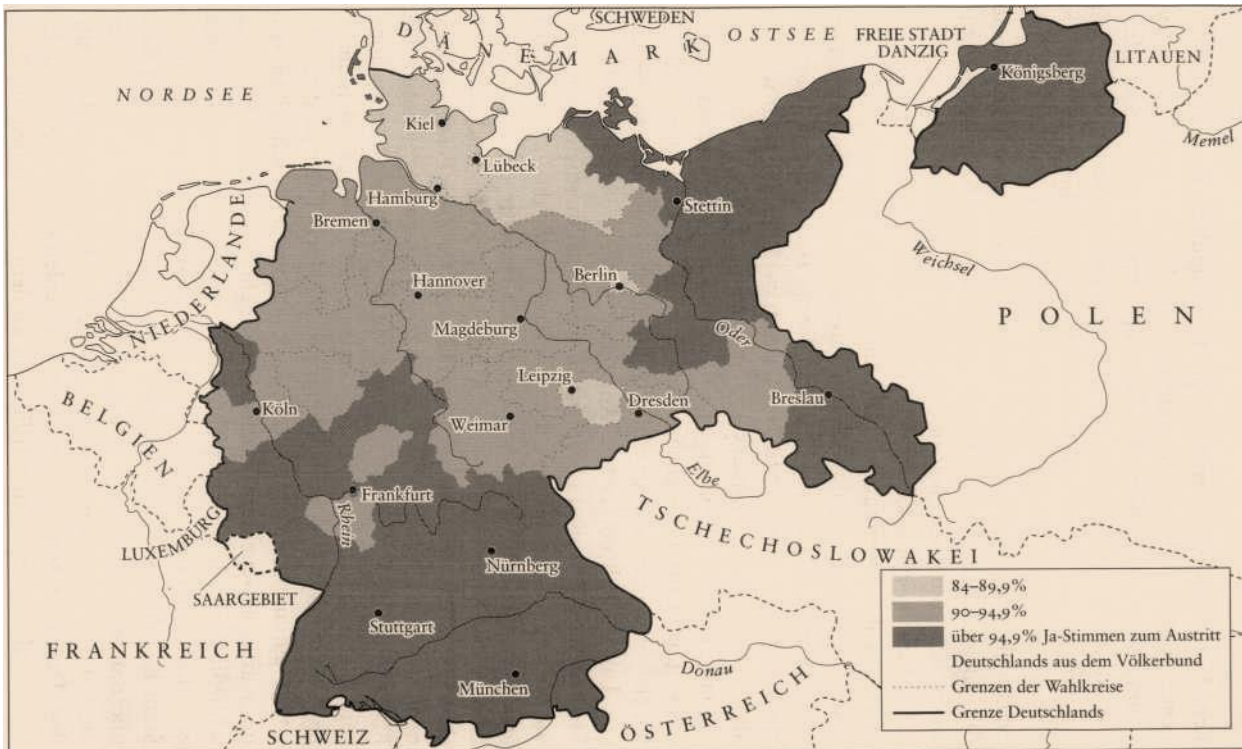 SCHWEDEN
DÄNEMARK
OSTSEE
FREIE STADT
DANZIG
LITAUEN
Königsberg
NORDSEE
Memel
Kiel
Lübeck
Hamburg
Bremen
Stettin
NIEDERLANDE
Weichsel
Berlin
Hannover
Magdeburg
POLEN
Oder
Leipzig
BELGIEN
Köln
Dresden
Breslau
Weimar
Elbe
Frankfurt
Rhein
LUXEMBURG
TSCHECHOSLOWAKEI
Nürnberg
SAARGEBIET
Stuttgart
FRANKREICH
Donau
München
ÖSTERREICH
SCHWEIZ
84–89,9%
90–94,9%
über 94,9% Ja-Stimmen zum Austritt
Deutschlands aus dem Völkerbund
Grenzen der Wahlkreise
Grenze Deutschlands